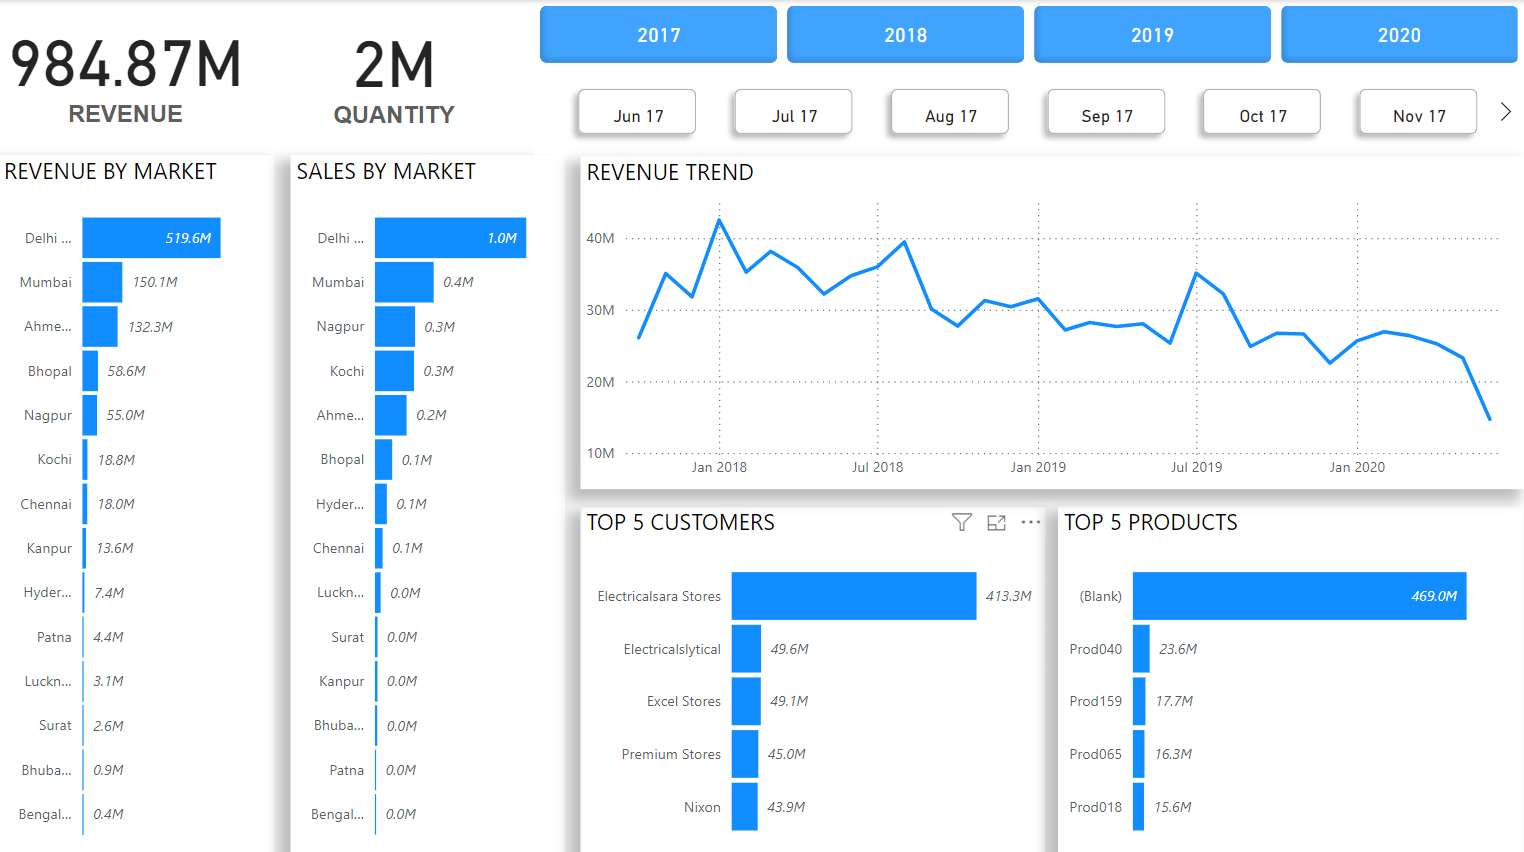 984.87M
REVENUE
2M
QUANTITY
2017
2018
2019
2020
Jun 17
Jul 17
Aug 17
Sep 17
Oct 17
Nov 17
REVENUE BY MARKET
Delhi ... 519.6M
Mumbai 150.1M
Ahme... 132.3M
Bhopal 58.6M
Nagpur 55.0M
Kochi 18.8M
Chennai 18.0M
Kanpur 13.6M
Hyder... 7.4M
Patna 4.4M
Luckn... 3.1M
Surat 2.6M
Bhuba... 0.9M
Bengal... 0.4M
SALES BY MARKET
Delhi ... 1.0M
Mumbai 0.4M
Nagpur 0.3M
Kochi 0.3M
Ahme... 0.2M
Bhopal 0.1M
Hyder... 0.1M
Chennai 0.1M
Luckn... 0.0M
Surat 0.0M
Kanpur 0.0M
Bhuba... 0.0M
Patna 0.0M
Bengal... 0.0M
REVENUE TREND
40M
30M
20M
10M
Jan 2018
Jul 2018
Jan 2019
Jul 2019
Jan 2020
TOP 5 CUSTOMERS
Electricalsara Stores 413.3M
Electricalslytical 49.6M
Excel Stores 49.1M
Premium Stores 45.0M
Nixon 43.9M
TOP 5 PRODUCTS
(Blank) 469.0M
Prod040 23.6M
Prod159 17.7M
Prod065 16.3M
Prod018 15.6M